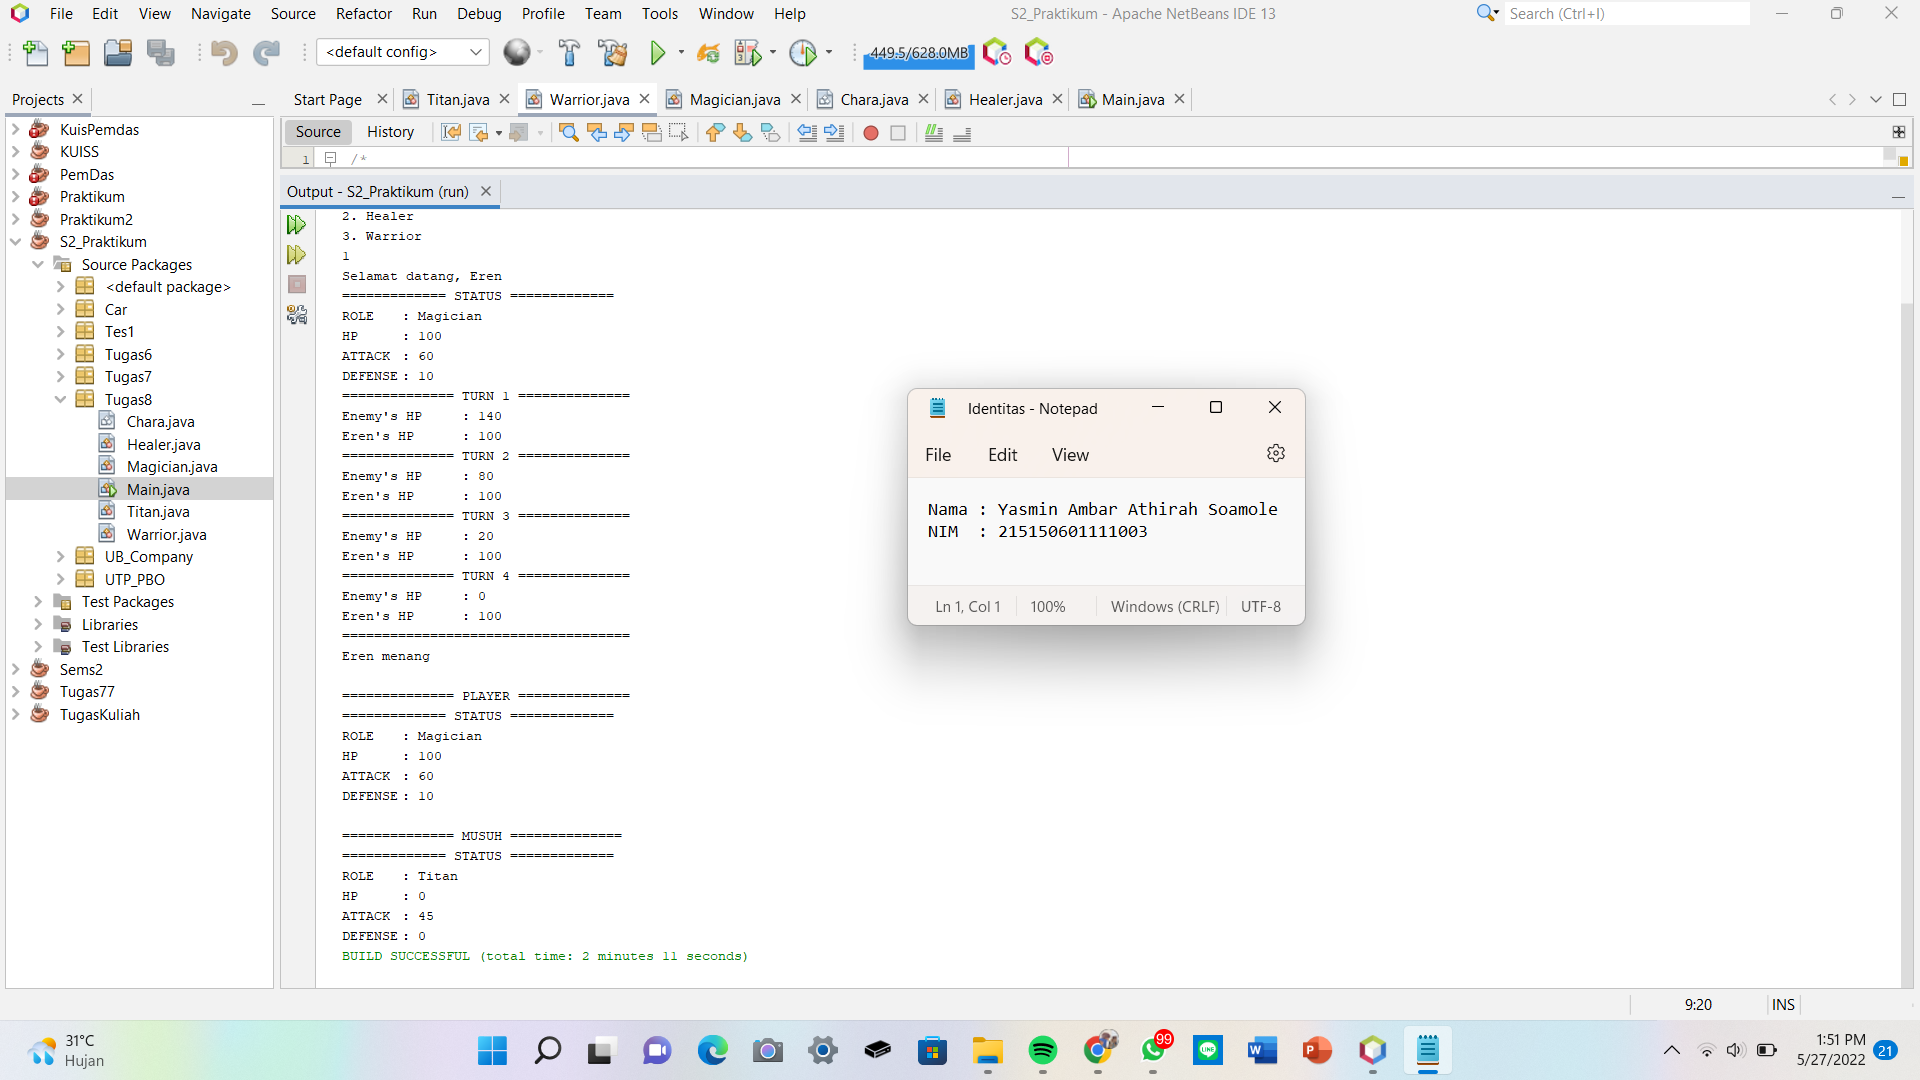 File Edit View Navigate Source Refactor Run Debug Profile Team Tools Window Help
S2_Praktikum - Apache NetBeans IDE 13
Search (Ctrl+I)
<default config>
449.5/628.0MB
Projects
Start Page
Titan.java
Warrior.java
Magician.java
Chara.java
Healer.java
Main.java
KuisPemdas
KUISS
PemDas
Praktikum
Praktikum2
S2_Praktikum
Source Packages
<default package>
Car
Tes1
Tugas6
Tugas7
Tugas8
Chara.java
Healer.java
Magician.java
Main.java
Titan.java
Warrior.java
UB_Company
UTP_PBO
Test Packages
Libraries
Test Libraries
Sems2
Tugas77
TugasKuliah
Source History
1 /*
Output - S2_Praktikum (run)
2. Healer
3. Warrior
1
Selamat datang, Eren
============= STATUS =============
ROLE : Magician
HP : 100
ATTACK : 60
DEFENSE : 10
============== TURN 1 ==============
Enemy's HP : 140
Eren's HP : 100
============== TURN 2 ==============
Enemy's HP : 80
Eren's HP : 100
============== TURN 3 ==============
Enemy's HP : 20
Eren's HP : 100
============== TURN 4 ==============
Enemy's HP : 0
Eren's HP : 100
====================================
Eren menang
============== PLAYER ==============
============= STATUS =============
ROLE : Magician
HP : 100
ATTACK : 60
DEFENSE : 10
============== MUSUH ==============
============= STATUS =============
ROLE : Titan
HP : 0
ATTACK : 45
DEFENSE : 0
BUILD SUCCESSFUL (total time: 2 minutes 11 seconds)
Identitas - Notepad
File Edit View
Nama : Yasmin Ambar Athirah Soamole
NIM : 215150601111003
Ln 1, Col 1 100% Windows (CRLF) UTF-8
9:20 INS
31°C
Hujan
99
1:51 PM
5/27/2022
21